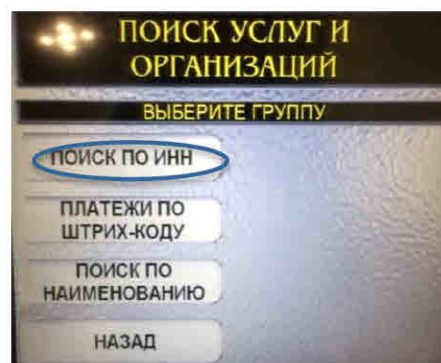 ПОИСК УСЛУГ И
ОРГАНИЗАЦИЙ
ВЫБЕРИТЕ ГРУППУ
ПОИСК ПО ИНН
ПЛАТЕЖИ ПО
ШТРИХ-КОДУ
ПОИСК ПО
НАИМЕНОВАНИЮ
НАЗАД